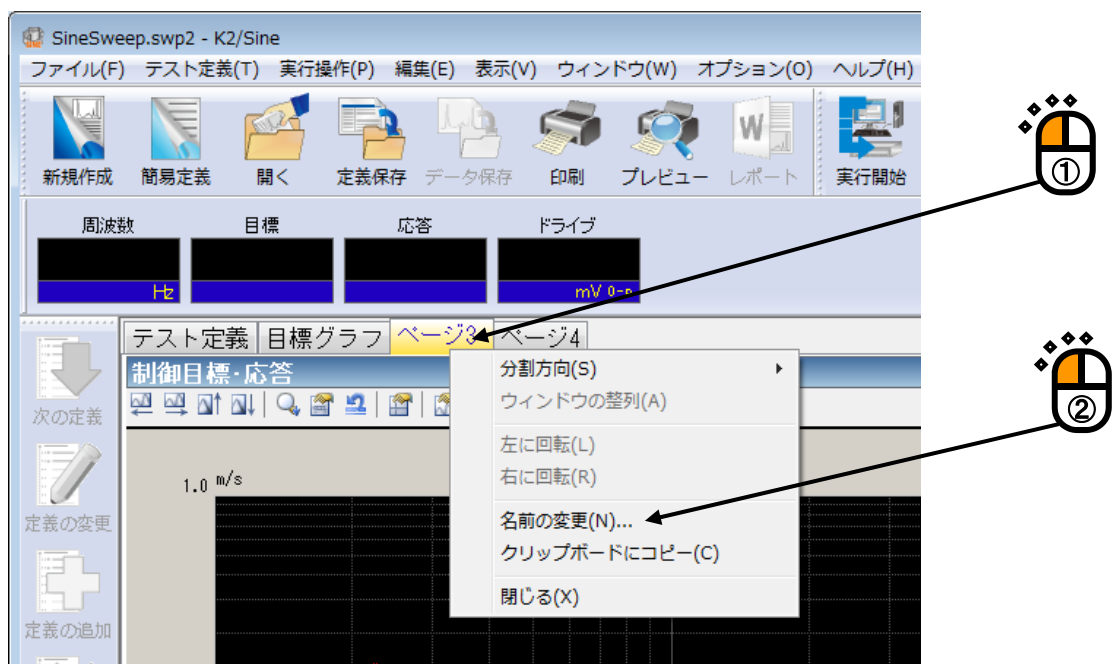 SineSweep.swp2 - K2/Sine
ファイル(F) テスト定義(T) 実行操作(P) 編集(E) 表示(V) ウィンドウ(W) オプション(O) ヘルプ(H)
新規作成 簡易定義 開く 定義保存 データ保存 印刷 プレビュー レポート 実行開始
周波数 目標 応答 ドライブ
Hz mV 0-p
テスト定義 目標グラフ ページ3 ページ4
制御目標・応答
次の定義
定義の変更
定義の追加
1.0 m/s
分割方向(S)
ウィンドウの整列(A)
左に回転(L)
右に回転(R)
名前の変更(N)...
クリップボードにコピー(C)
閉じる(X)
①
②